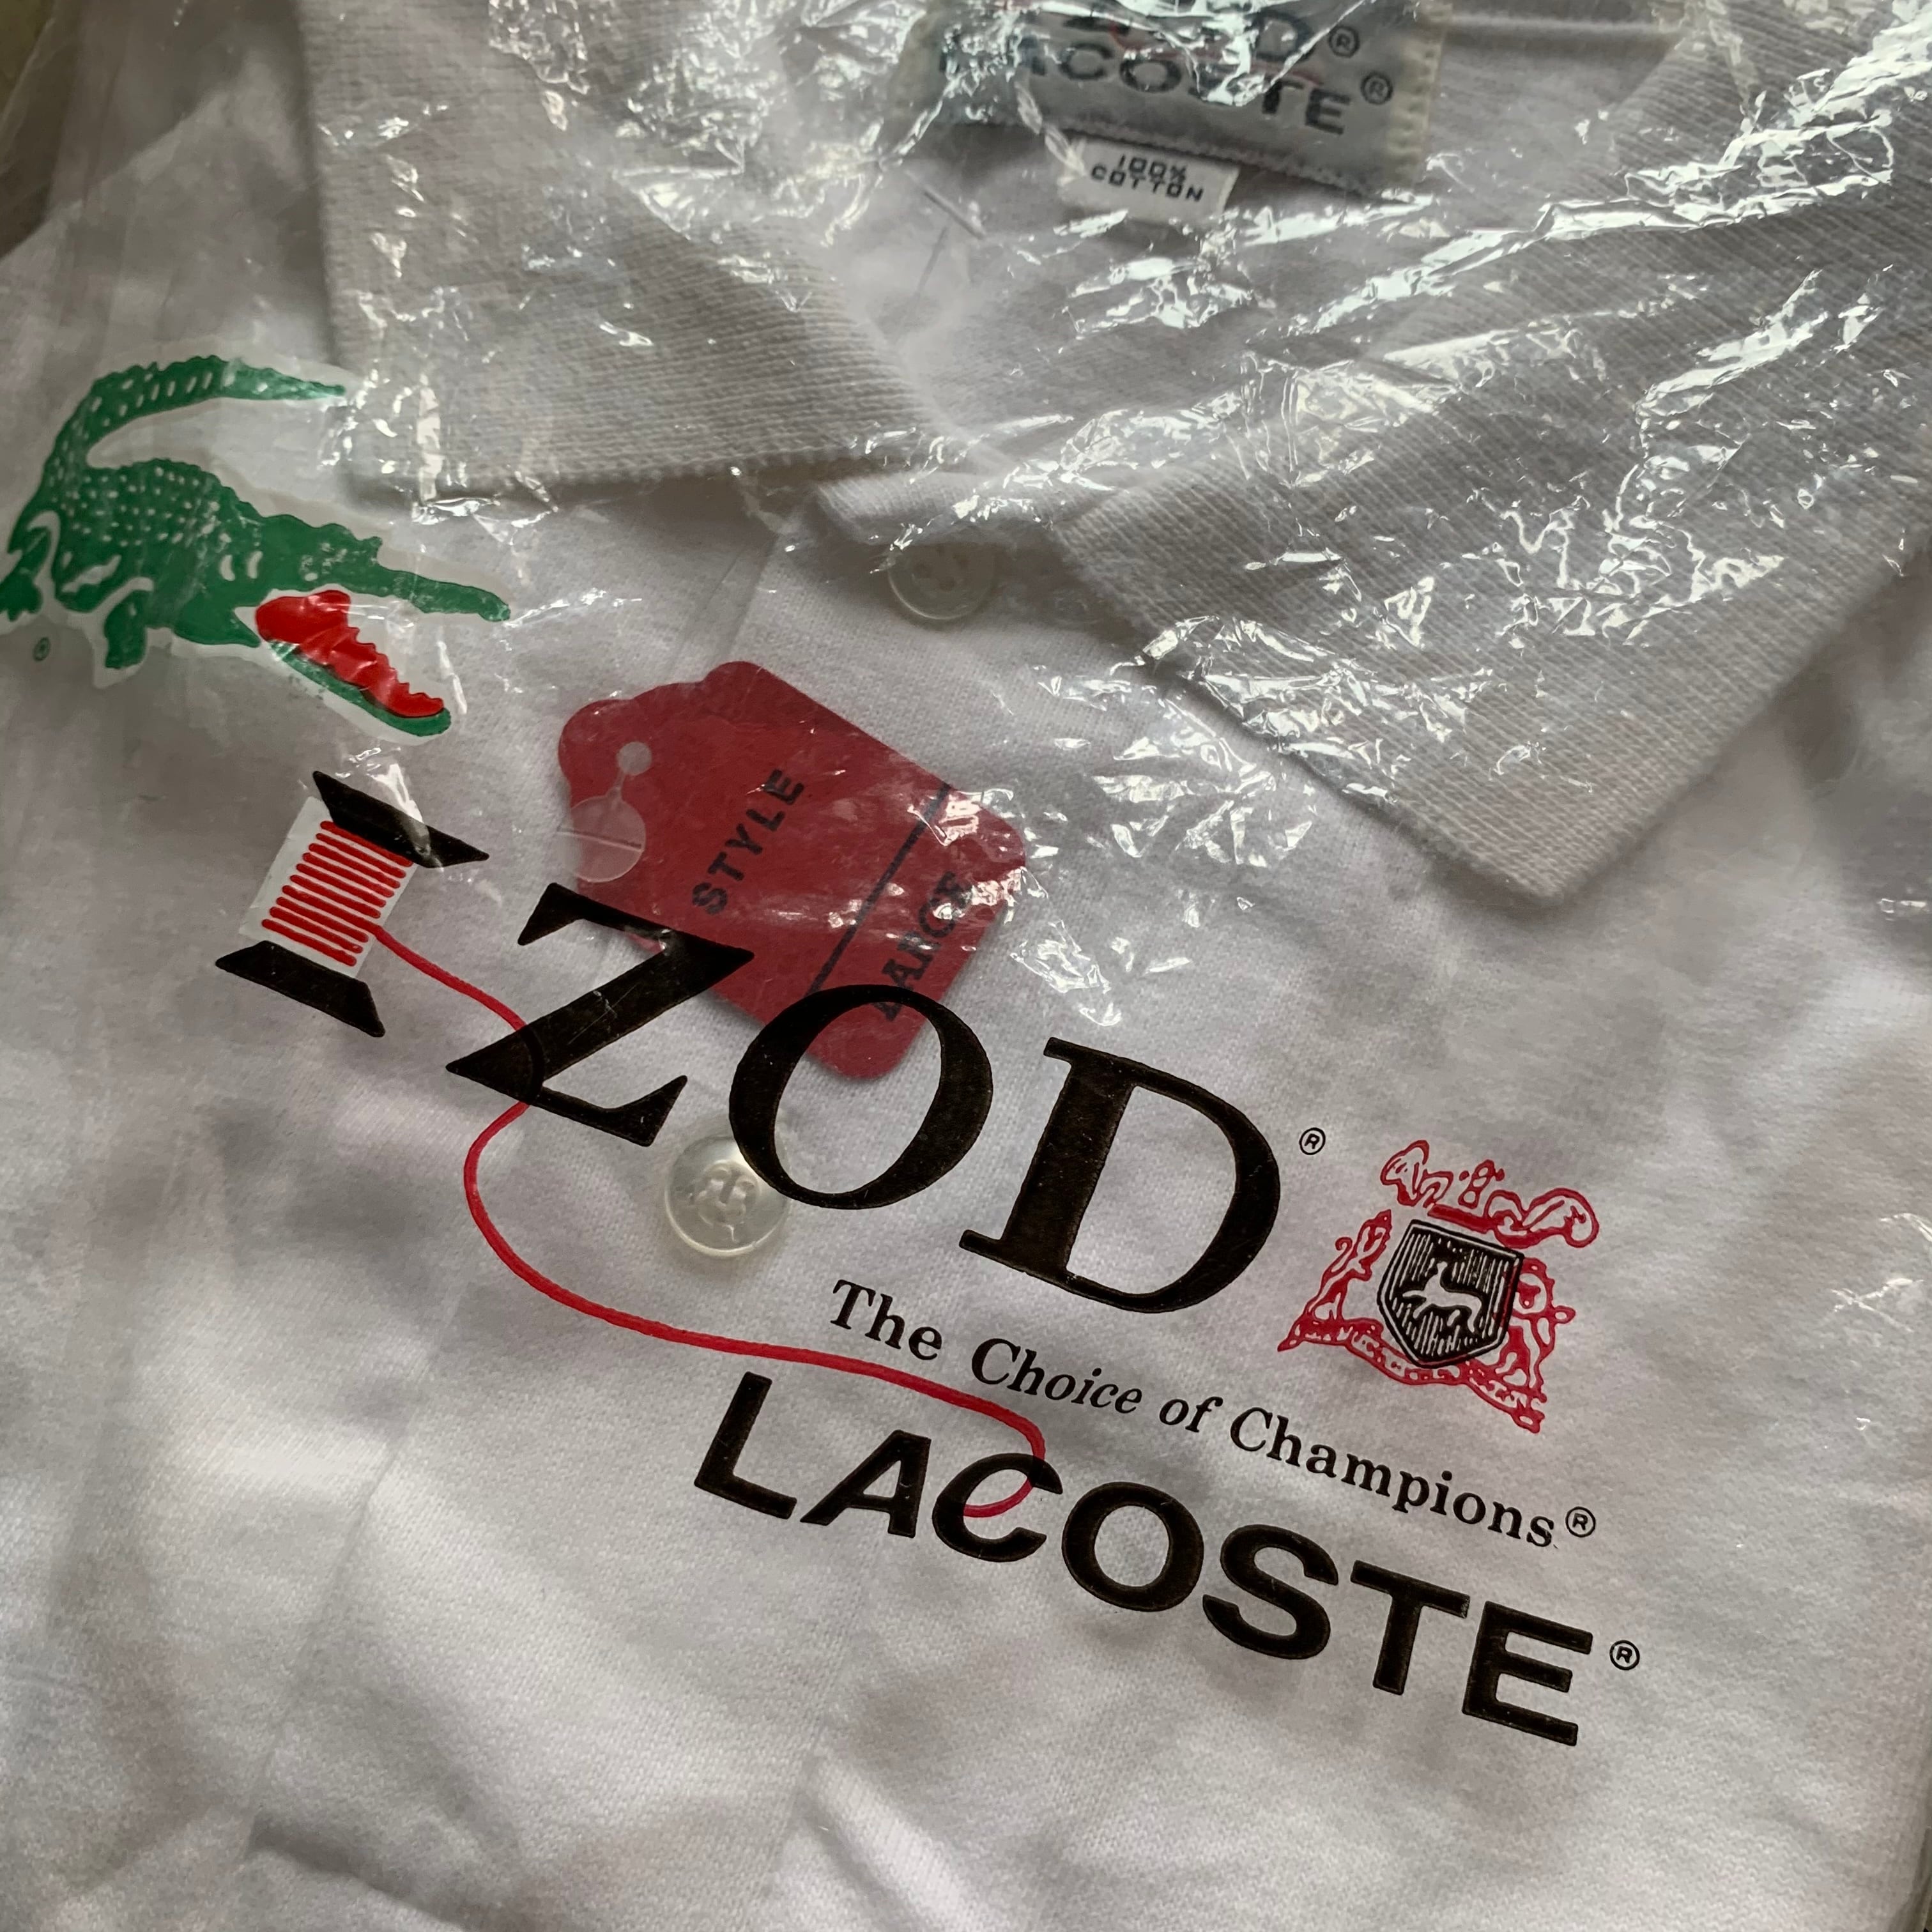 IZOD®
LACOSTE®
100%
COTTON
®
STYLE
LARGE
IZOD®
The Choice of Champions®
LACOSTE®